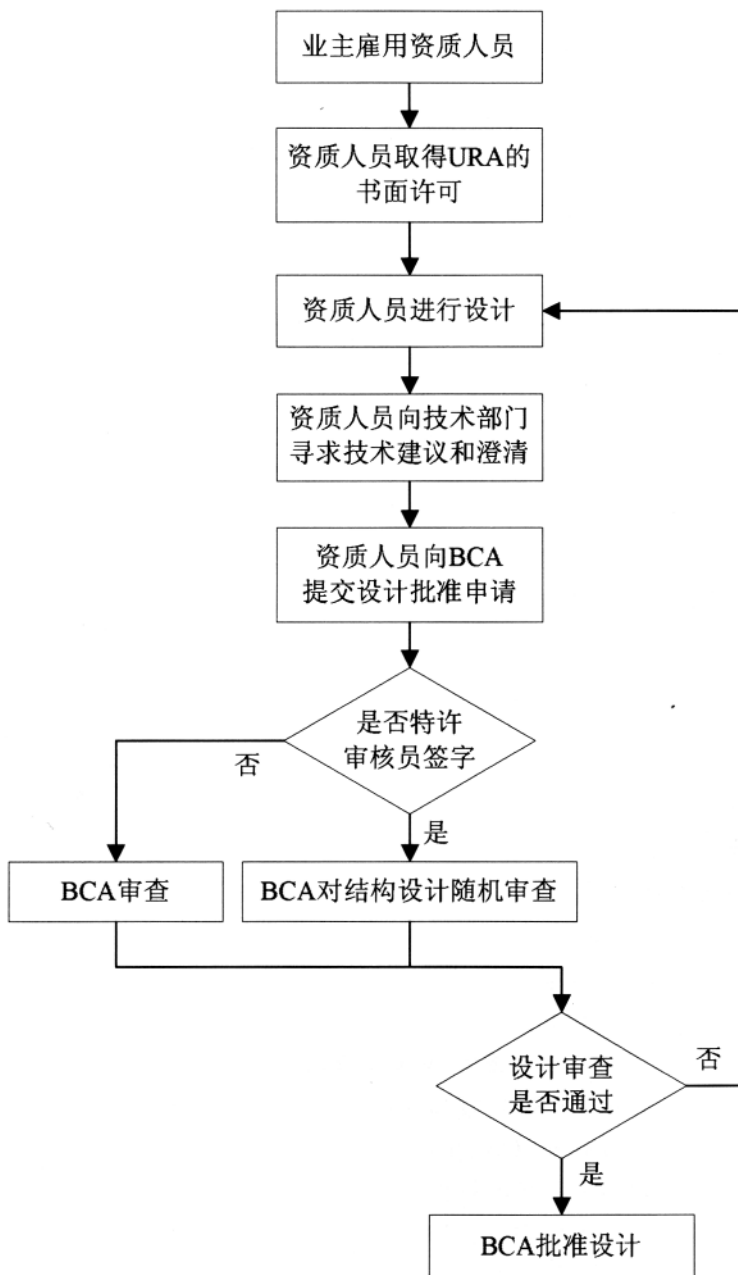 业主雇用资质人员
资质人员取得URA的
书面许可
资质人员进行设计
资质人员向技术部门
寻求技术建议和澄清
资质人员向BCA
提交设计批准申请
是否特许
审核员签字
否
是
BCA审查
BCA对结构设计随机审查
设计审查
是否通过
否
是
BCA批准设计